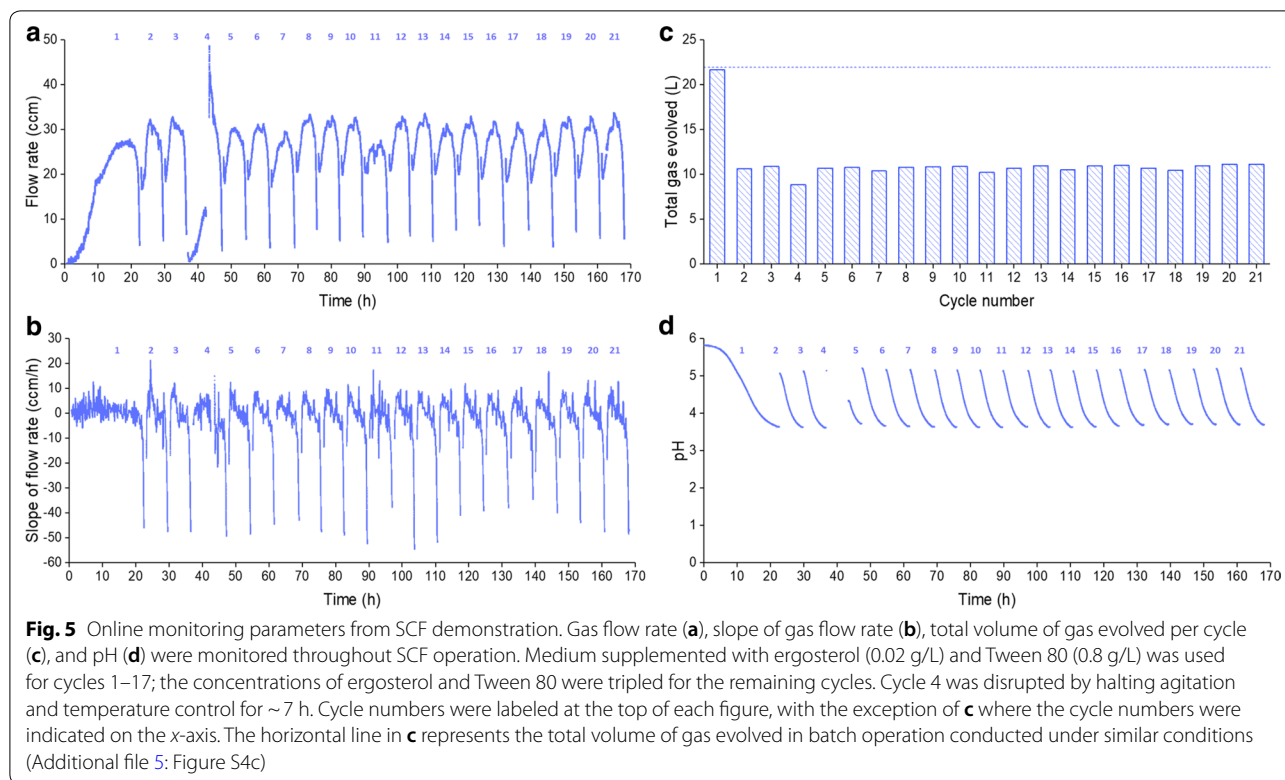 a
1 2 3 4 5 6 7 8 9 10 11 12 13 14 15 16 17 18 19 20 21
50
40
30
20
10
0
Flow rate (ccm)
0 10 20 30 40 50 60 70 80 90 100 110 120 130 140 150 160 170
Time (h)
c
25
20
15
10
5
0
Total gas evolved (L)
1 2 3 4 5 6 7 8 9 10 11 12 13 14 15 16 17 18 19 20 21
Cycle number
b
1 2 3 4 5 6 7 8 9 10 11 12 13 14 15 16 17 18 19 20 21
30
20
10
0
-10
-20
-30
-40
-50
-60
Slope of flow rate (ccm/h)
0 10 20 30 40 50 60 70 80 90 100 110 120 130 140 150 160 170
Time (h)
d
1 2 3 4 5 6 7 8 9 10 11 12 13 14 15 16 17 18 19 20 21
6
5
4
3
2
1
0
pH
0 10 20 30 40 50 60 70 80 90 100 110 120 130 140 150 160 170
Time (h)
Fig. 5 Online monitoring parameters from SCF demonstration. Gas flow rate (a), slope of gas flow rate (b), total volume of gas evolved per cycle
(c), and pH (d) were monitored throughout SCF operation. Medium supplemented with ergosterol (0.02 g/L) and Tween 80 (0.8 g/L) was used
for cycles 1–17; the concentrations of ergosterol and Tween 80 were tripled for the remaining cycles. Cycle 4 was disrupted by halting agitation
and temperature control for ~ 7 h. Cycle numbers were labeled at the top of each figure, with the exception of c where the cycle numbers were
indicated on the x-axis. The horizontal line in c represents the total volume of gas evolved in batch operation conducted under similar conditions
(Additional file 5: Figure S4c)